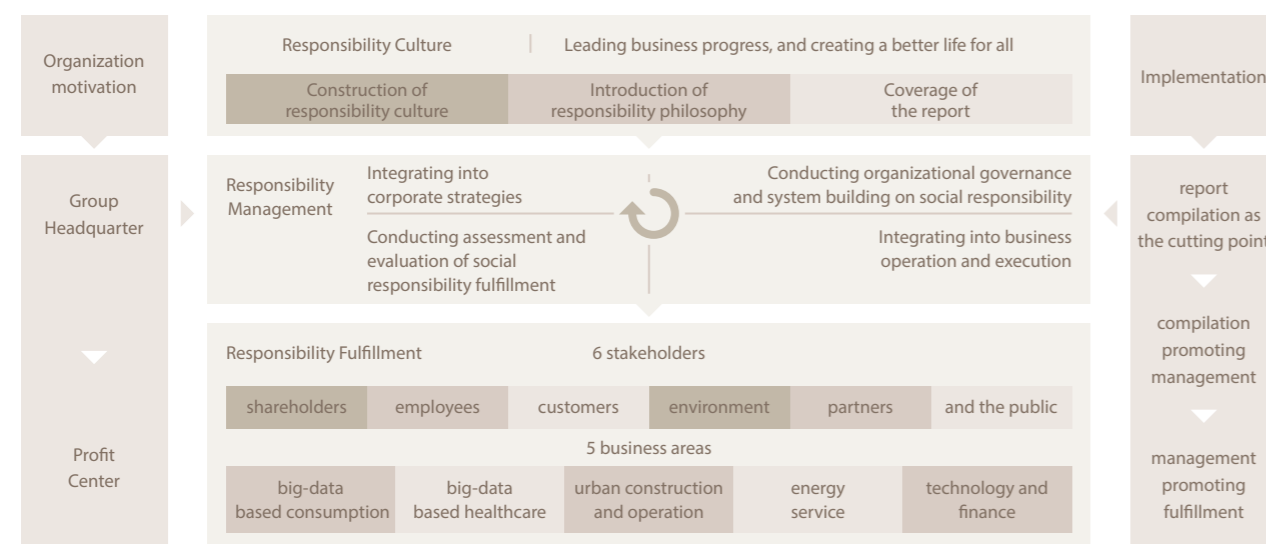 Organization
motivation
Group
Headquarter
Profit
Center
Responsibility Culture
Leading business progress, and creating a better life for all
Construction of
responsibility culture
Introduction of
responsibility philosophy
Coverage of
the report
Responsibility
Management
Integrating into
corporate strategies
Conducting organizational governance
and system building on social responsibility
Conducting assessment and
evaluation of social
responsibility fulfillment
Integrating into business
operation and execution
Responsibility Fulfillment
6 stakeholders
shareholders
employees
customers
environment
partners
and the public
5 business areas
big-data
based consumption
big-data
based healthcare
urban construction
and operation
energy
service
technology and
finance
Implementation
report
compilation as
the cutting point
compilation
promoting
management
management
promoting
fulfillment